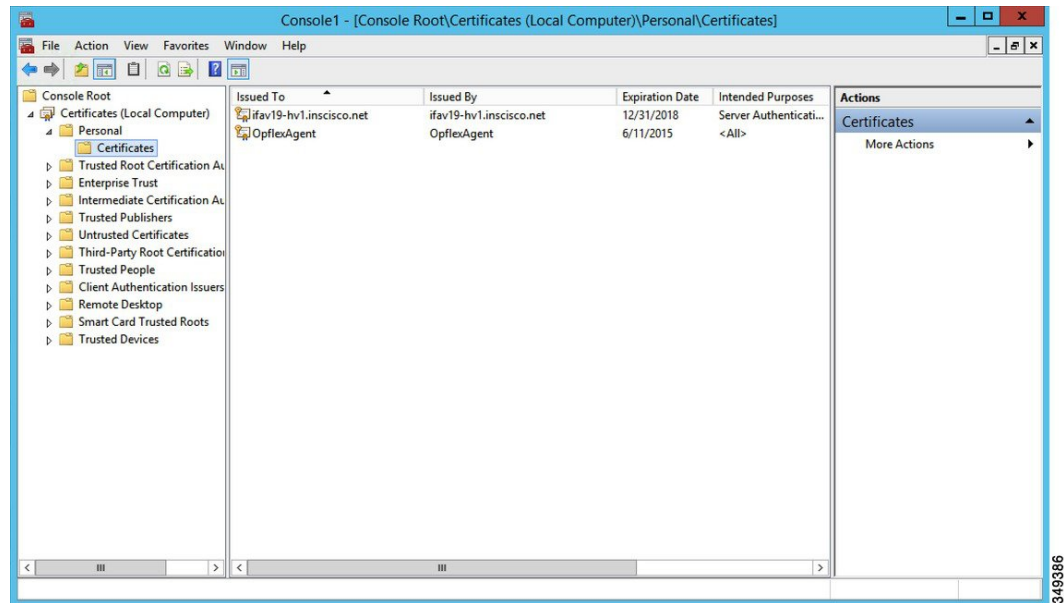 Console1 - [Console Root\Certificates (Local Computer)\Personal\Certificates]
File Action View Favorites Window Help
Console Root
Certificates (Local Computer)
Personal
Certificates
Trusted Root Certification Au
Enterprise Trust
Intermediate Certification Au
Trusted Publishers
Untrusted Certificates
Third-Party Root Certification
Trusted People
Client Authentication Issuers
Remote Desktop
Smart Card Trusted Roots
Trusted Devices
Issued To Issued By Expiration Date Intended Purposes
ifav19-hv1.inscisco.net ifav19-hv1.inscisco.net 12/31/2018 Server Authenticati...
OpflexAgent OpflexAgent 6/11/2015 <All>
Actions
Certificates
More Actions
349386